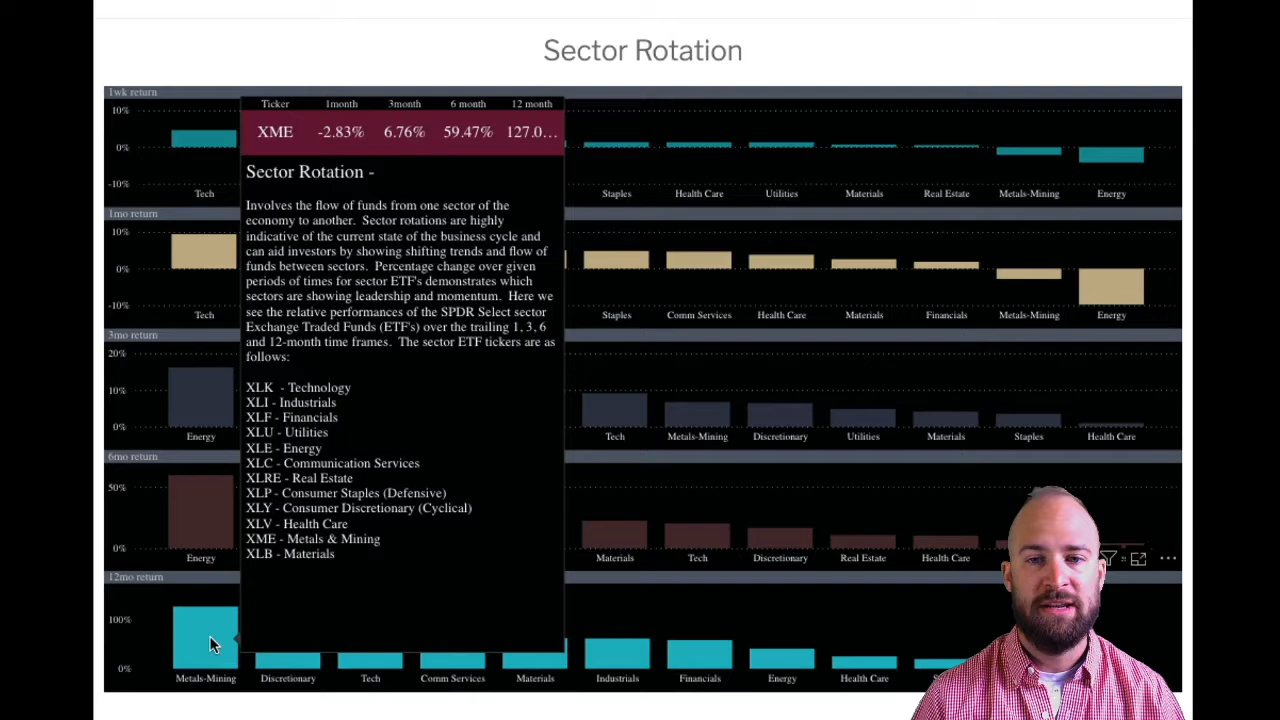 Sector Rotation
1wk return
Ticker 1month 3month 6 month 12 month
10%
XME -2.83% 6.76% 59.47% 127.0…
0%
Sector Rotation -
-10%
Tech Staples Health Care Utilities Materials Real Estate Metals-Mining Energy
Involves the flow of funds from one sector of the
1mo return
economy to another. Sector rotations are highly
10%
indicative of the current state of the business cycle and
can aid investors by showing shifting trends and flow of
0%
funds between sectors. Percentage change over given
periods of times for sector ETF's demonstrates which
sectors are showing leadership and momentum. Here we
-10%
see the relative performances of the SPDR Select sector
Tech Staples Comm Services Health Care Materials Financials Metals-Mining Energy
Exchange Traded Funds (ETF's) over the trailing 1, 3, 6
3mo return
and 12-month time frames. The sector ETF tickers are as
20%
follows:
10%
XLK - Technology
XLI - Industrials
XLF - Financials
0%
XLU - Utilities
Energy Tech Metals-Mining Discretionary Utilities Materials Staples Health Care
XLE - Energy
6mo return
XLC - Communication Services
XLRE - Real Estate
50%
XLP - Consumer Staples (Defensive)
XLY - Consumer Discretionary (Cyclical)
XLV - Health Care
XME - Metals & Mining
0%
XLB - Materials
Energy Materials Tech Discretionary Real Estate Health Care
12mo return
100%
0%
Metals-Mining Discretionary Tech Comm Services Materials Industrials Financials Energy Health Care